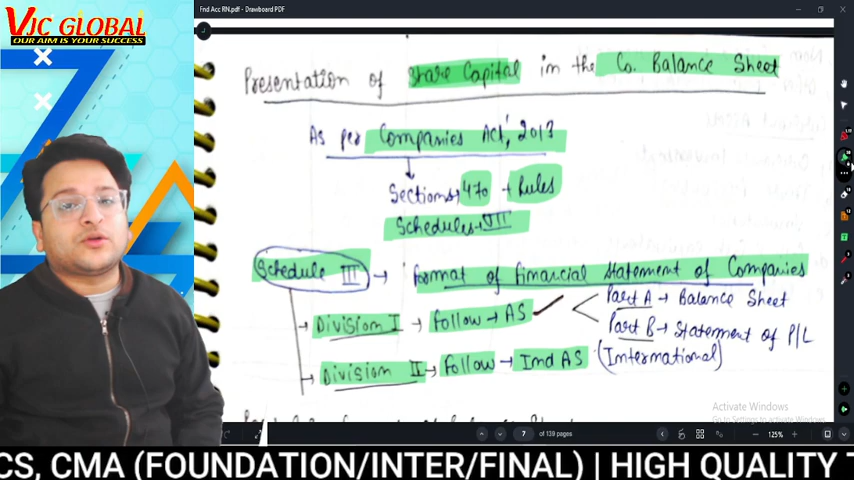 VJC GLOBAL
OUR AIM IS YOUR SUCCESS
Fnd Acc RN.pdf - Drawboard PDF
Presentation of Share Capital in the Co. Balance Sheet
As per Companies Act', 2013
Sections → 470 + Rules
Schedules → VII
Schedule III → Format of Financial Statement of Companies
→ Division I → Follow → AS
Part A → Balance Sheet
Part B → Statement of P/L
→ Division II → Follow → Ind AS (International)
Activate Windows
Go to Settings to activate Windows.
7 of 139 pages
125%
CS, CMA (FOUNDATION/INTER/FINAL) | HIGH QUALITY